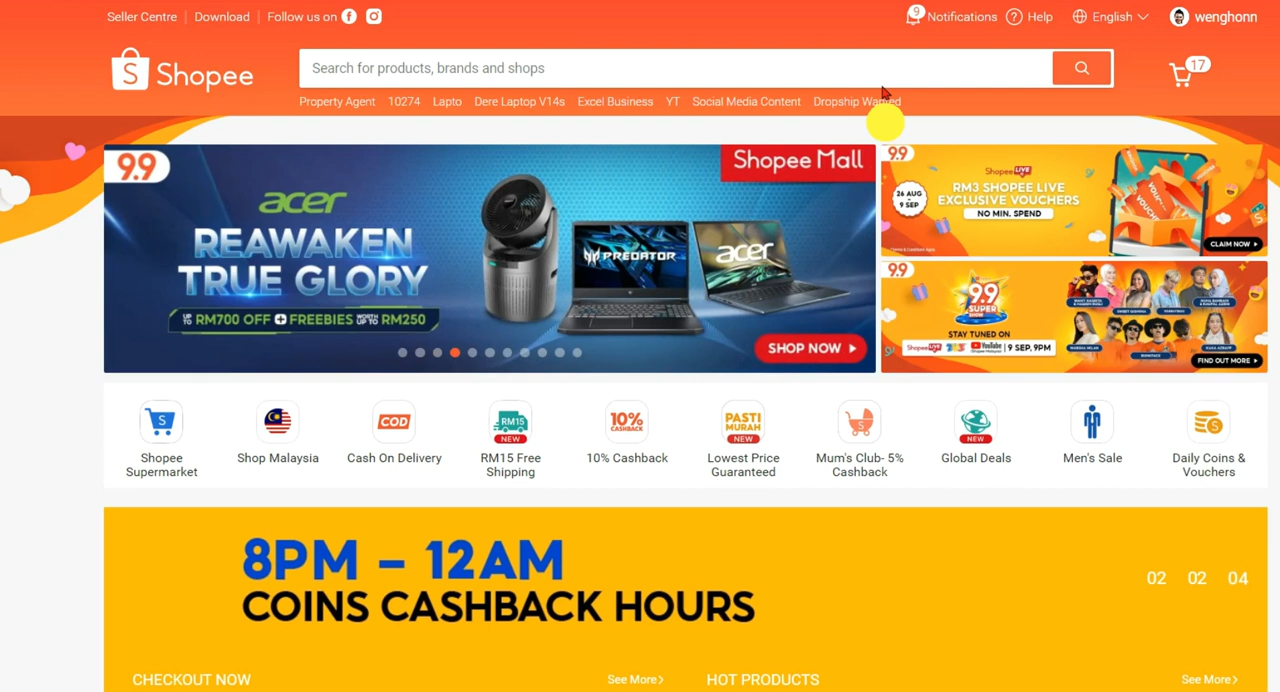 Seller Centre
Download
Follow us on
9
Notifications
Help
English
wenghonn
S Shopee
Search for products, brands and shops
17
Property Agent
10274
Lapto
Dere Laptop V14s
Excel Business
YT
Social Media Content
Dropship
9.9
Shopee Mall
acer
REAWAKEN
TRUE GLORY
UP TO RM700 OFF + FREEBIES WORTH UP TO RM250
PREDATOR
acer
SHOP NOW
9.9
Shopee LIVE
26 AUG
-
9 SEP
RM3 SHOPEE LIVE
EXCLUSIVE VOUCHERS
NO MIN. SPEND
VOUCHER
CLAIM NOW
9.9
9.9
SUPER
STAY TUNED ON
Shopee LIVE
YouTube
9 SEP, 9PM
FIND OUT MORE
S
COD
RM15
NEW
10%
CASHBACK
PASTI
MURAH
NEW
S
NEW
S
Shopee
Supermarket
Shop Malaysia
Cash On Delivery
RM15 Free
Shipping
10% Cashback
Lowest Price
Guaranteed
Mum's Club- 5%
Cashback
Global Deals
Men's Sale
Daily Coins &
Vouchers
8PM – 12AM
COINS CASHBACK HOURS
02 02 04
CHECKOUT NOW
See More
HOT PRODUCTS
See More